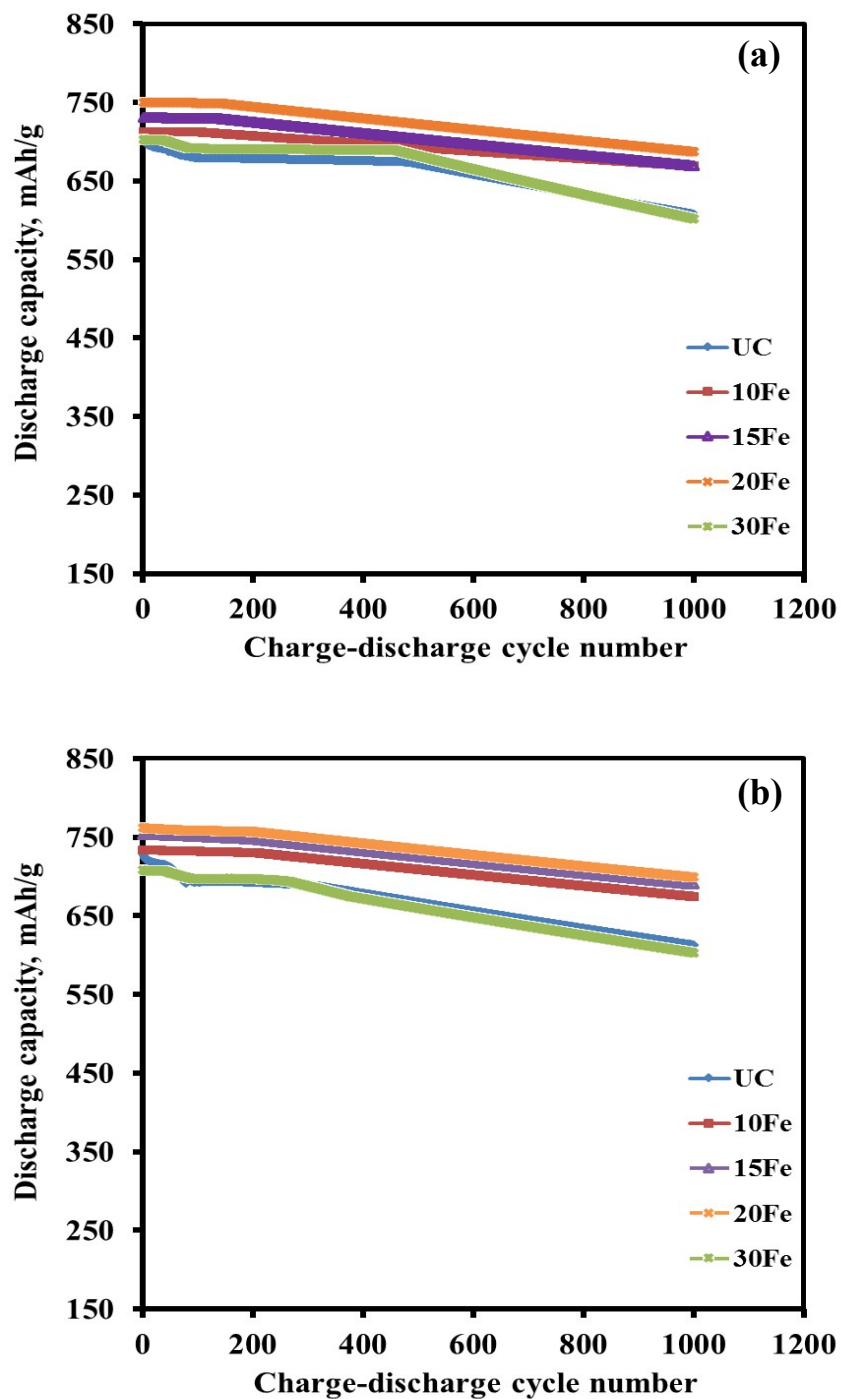 (a)
850
750
650
550
450
350
250
150
Discharge capacity, mAh/g
UC
10Fe
15Fe
20Fe
30Fe
0 200 400 600 800 1000 1200
Charge-discharge cycle number
(b)
850
750
650
550
450
350
250
150
Discharge capacity, mAh/g
UC
10Fe
15Fe
20Fe
30Fe
0 200 400 600 800 1000 1200
Charge-discharge cycle number